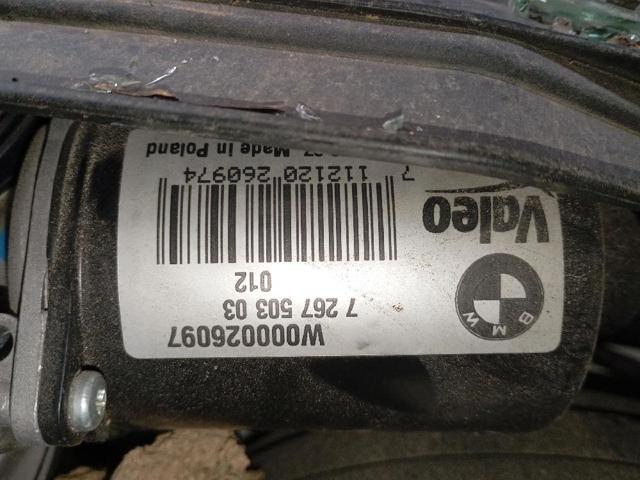 W000026097
7 267 503 03
012
BMW
Valeo
7 112120 260974
Made in Poland